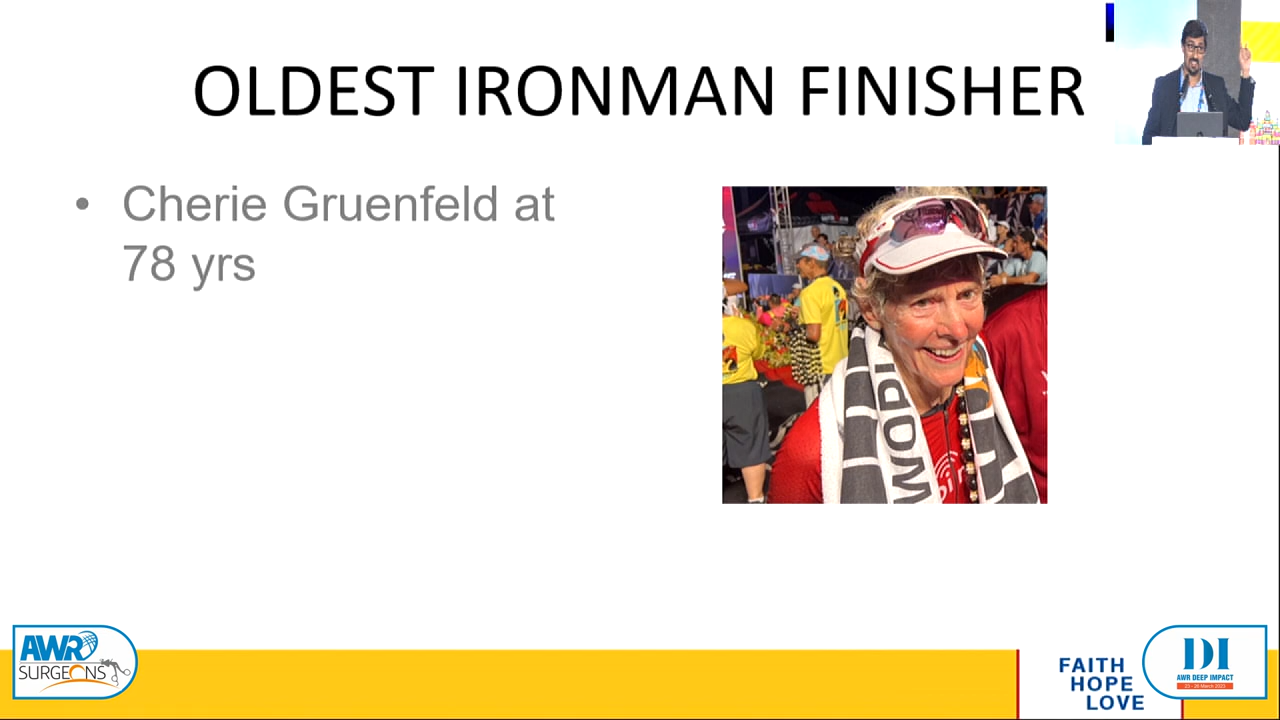 OLDEST IRONMAN FINISHER
• Cherie Gruenfeld at
78 yrs
AWR
SURGEONS
FAITH
HOPE
LOVE
DI
AWR DEEP IMPACT